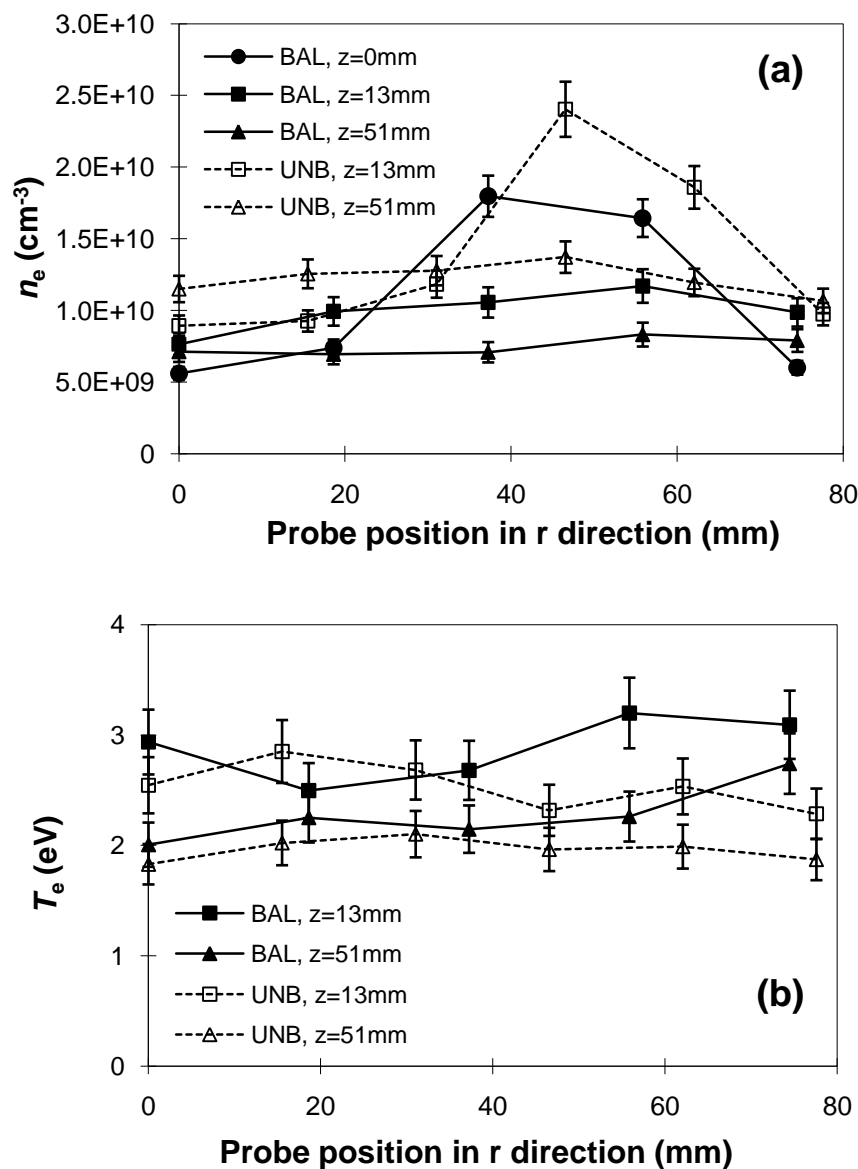 3.0E+10
2.5E+10
2.0E+10
1.5E+10
1.0E+10
5.0E+09
0
n_e (cm^-3)
BAL, z=0mm
BAL, z=13mm
BAL, z=51mm
UNB, z=13mm
UNB, z=51mm
(a)
0 20 40 60 80
Probe position in r direction (mm)
4
3
2
1
0
T_e (eV)
BAL, z=13mm
BAL, z=51mm
UNB, z=13mm
UNB, z=51mm
(b)
0 20 40 60 80
Probe position in r direction (mm)